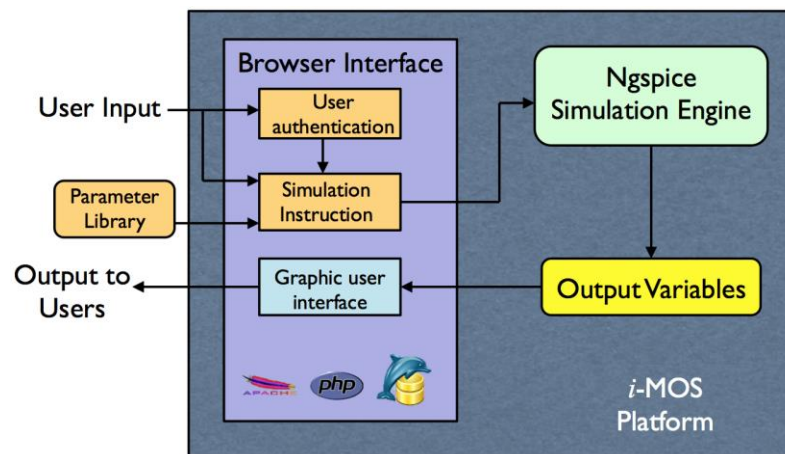 Browser Interface
User Input
User
authentication
Parameter
Library
Simulation
Instruction
Output to
Users
Graphic user
interface
APACHE
php
Ngspice
Simulation Engine
Output Variables
i-MOS
Platform